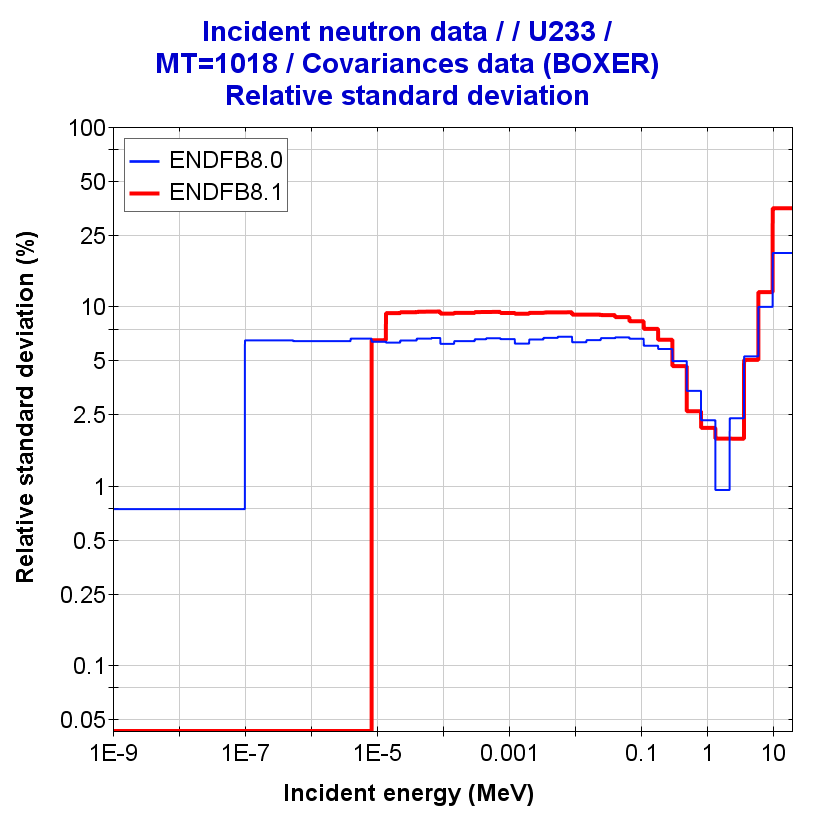 Incident neutron data / / U233 /
MT=1018 / Covariances data (BOXER)
Relative standard deviation
ENDFB8.0
ENDFB8.1
Relative standard deviation (%)
100
50
25
10
5
2.5
1
0.5
0.25
0.1
0.05
1E-9 1E-7 1E-5 0.001 0.1 1 10
Incident energy (MeV)